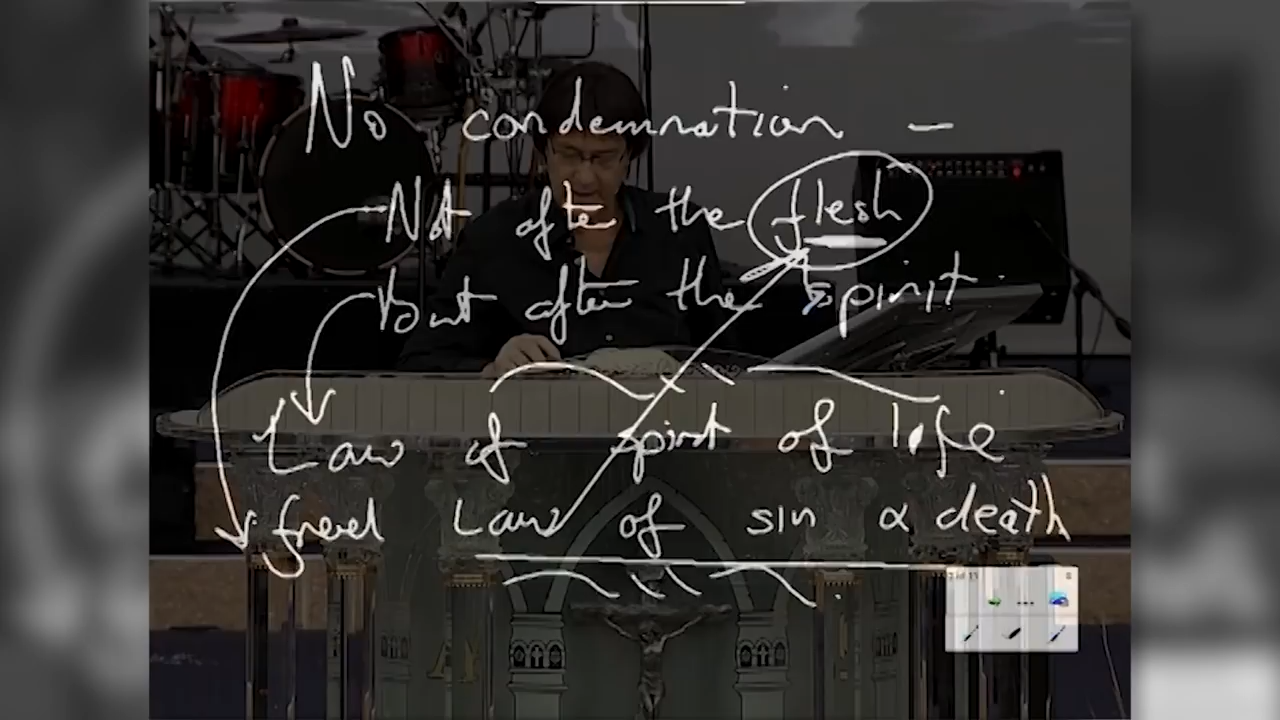 No condemnation –
Not after the flesh
but after the spirit
Law of spirit of life
freed Law of sin & death